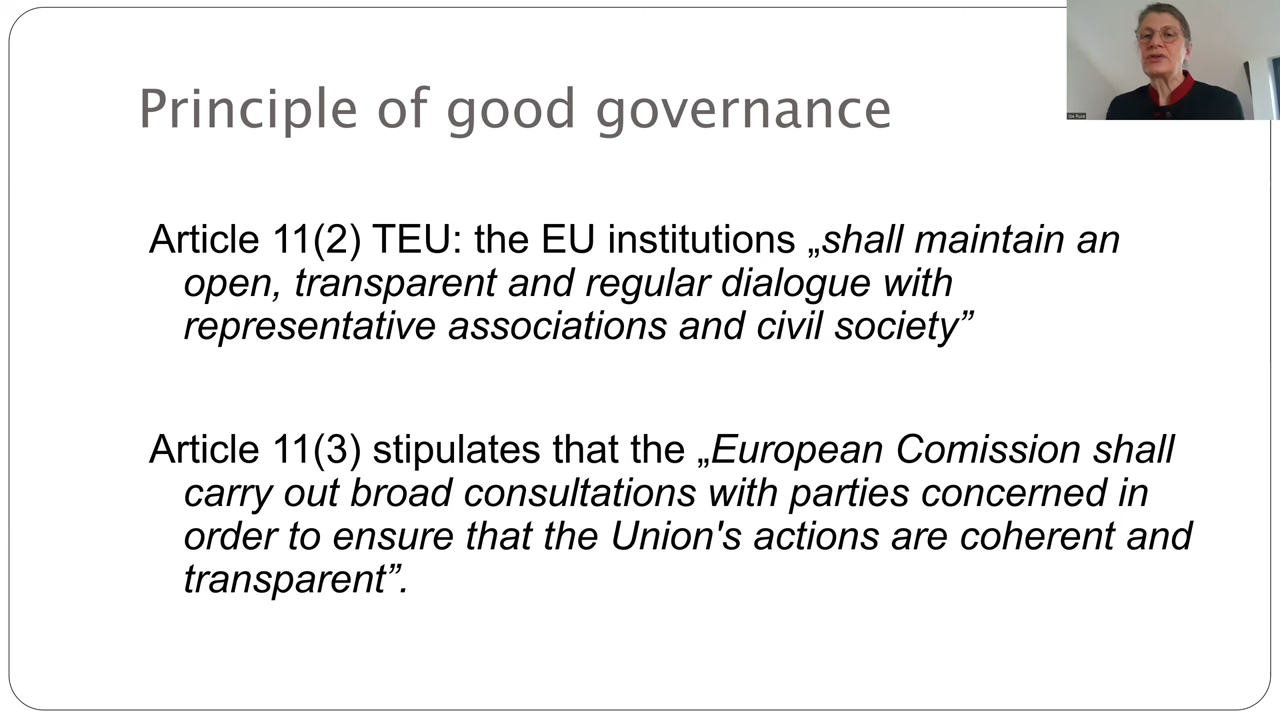 Principle of good governance
Article 11(2) TEU: the EU institutions „shall maintain an
open, transparent and regular dialogue with
representative associations and civil society”
Article 11(3) stipulates that the „European Comission shall
carry out broad consultations with parties concerned in
order to ensure that the Union's actions are coherent and
transparent”.